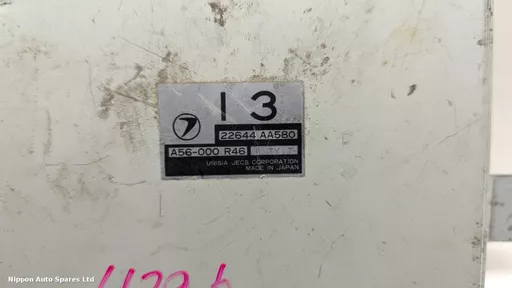 13
22644 AA580
A56-000 R46
UNISIA JECS CORPORATION
MADE IN JAPAN
Nippon Auto Spares Ltd